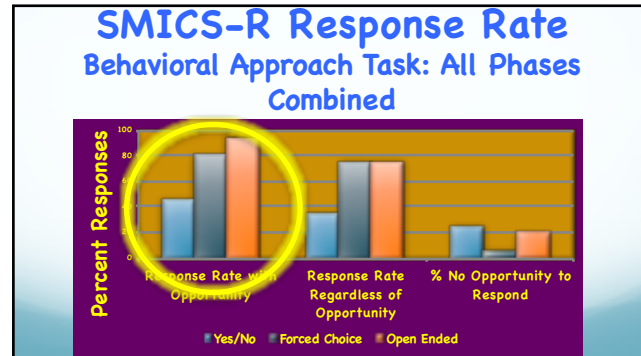 SMICS-R Response Rate
Behavioral Approach Task: All Phases
Combined
Percent Responses
100
80
0
Response Rate with
Opportunity
Response Rate
Regardless of
Opportunity
% No Opportunity to
Respond
Yes/No
Forced Choice
Open Ended